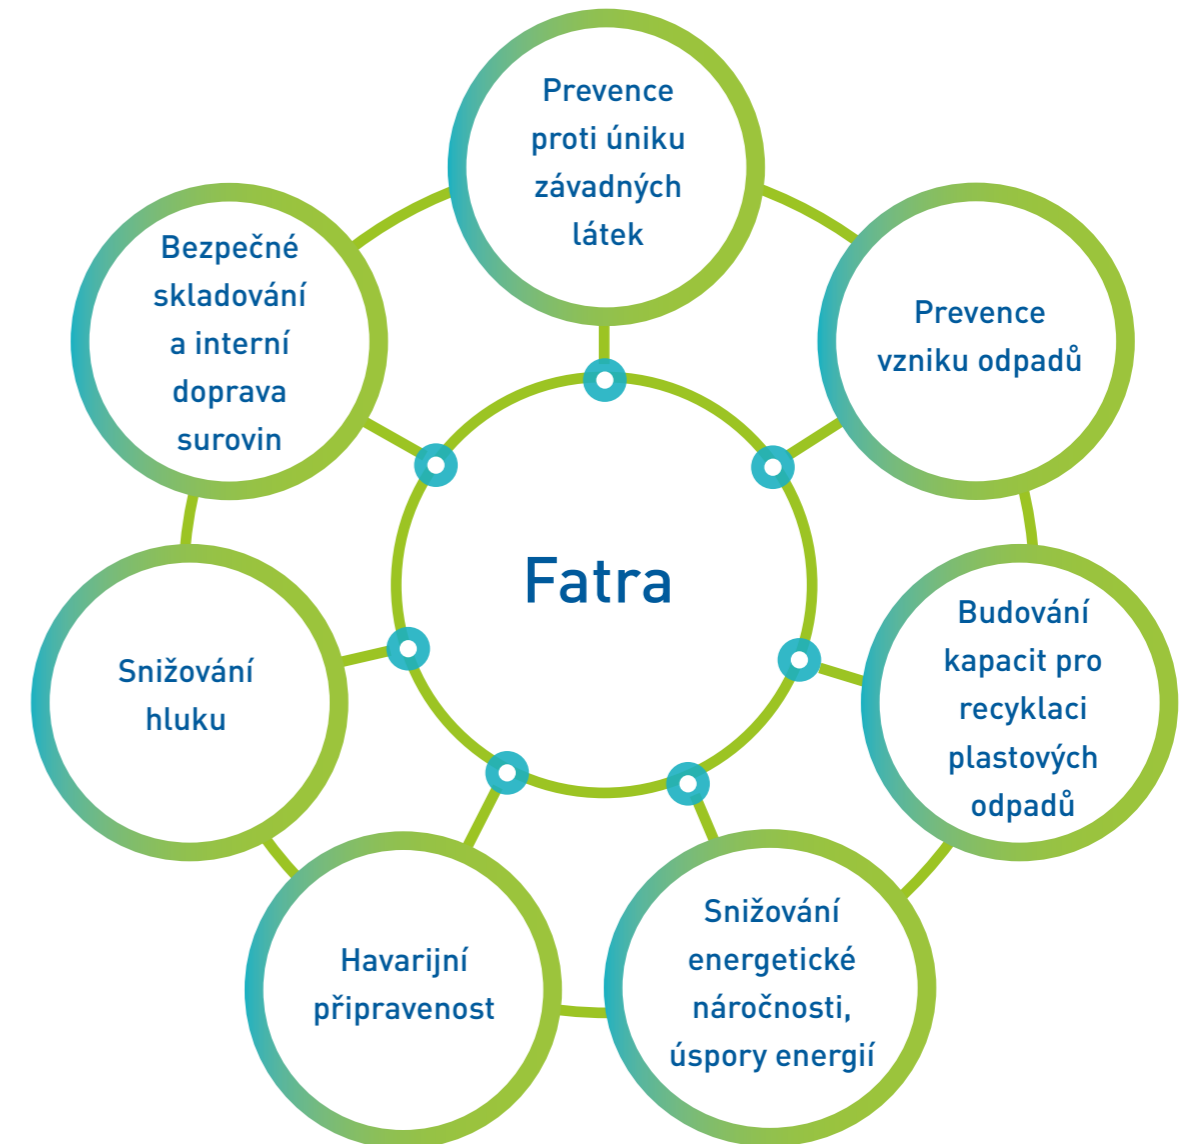 Prevence
proti úniku
závadných
látek
Prevence
vzniku odpadů
Budování
kapacit pro
recyklaci
plastových
odpadů
Snižování
energetické
náročnosti,
úspory energií
Havarijní
připravenost
Snižování
hluku
Bezpečné
skladování
a interní
doprava
surovin
Fatra